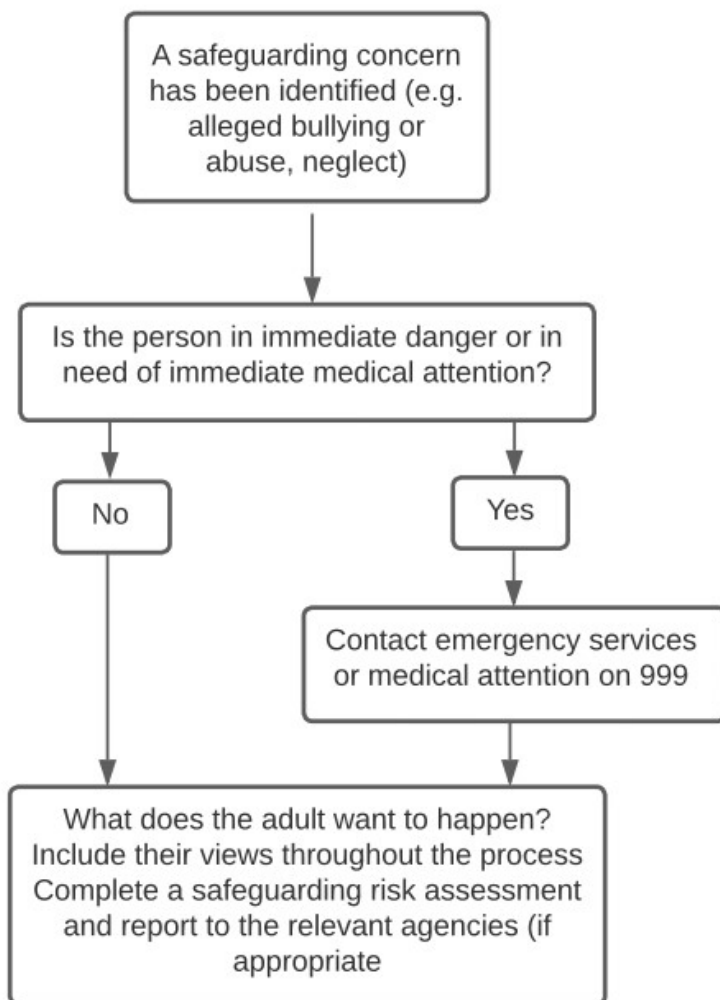 A safeguarding concern
has been identified (e.g.
alleged bullying or
abuse, neglect)
Is the person in immediate danger or in
need of immediate medical attention?
No
Yes
Contact emergency services
or medical attention on 999
What does the adult want to happen?
Include their views throughout the process
Complete a safeguarding risk assessment
and report to the relevant agencies (if
appropriate